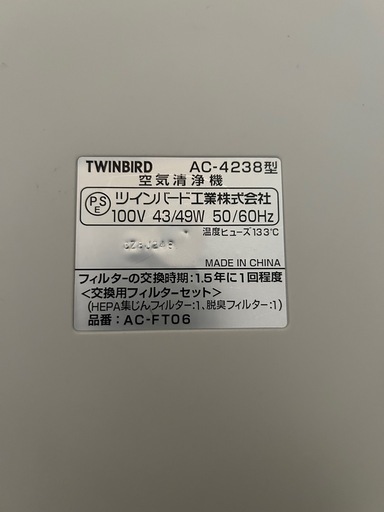 TWINBIRD AC-4238型
空気清浄機
PSE ツインバード工業株式会社
100V 43/49W 50/60Hz
温度ヒューズ133℃
MADE IN CHINA
フィルターの交換時期：1.5年に1回程度
＜交換用フィルターセット＞
（HEPA集じんフィルター：1、脱臭フィルター：1）
品番：AC-FT06